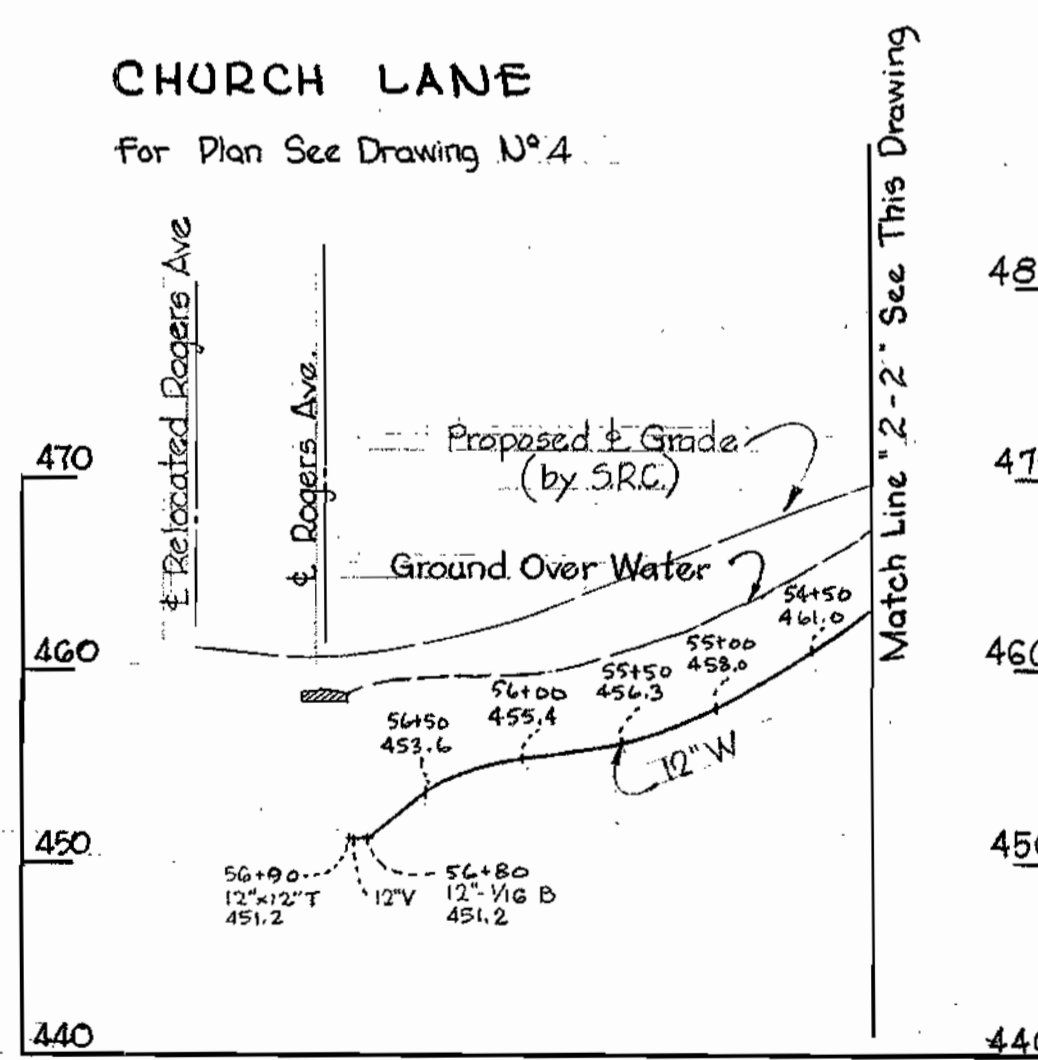 CHURCH LANE
For Plan See Drawing Nº 4
℄ Relocated Rogers Ave
℄ Rogers Ave.
Match Line "2-2" See This Drawing
Proposed ℄ Grade
(by S.R.C.)
Ground Over Water
54+50
461.0
55+00
458.0
55+50
456.3
56+00
455.4
56+50
453.6
12" W
56+90
12"x12" T
451.2
12"V
56+80
12"-1/16 B
451.2
470
460
450
440
48
47
460
450
440